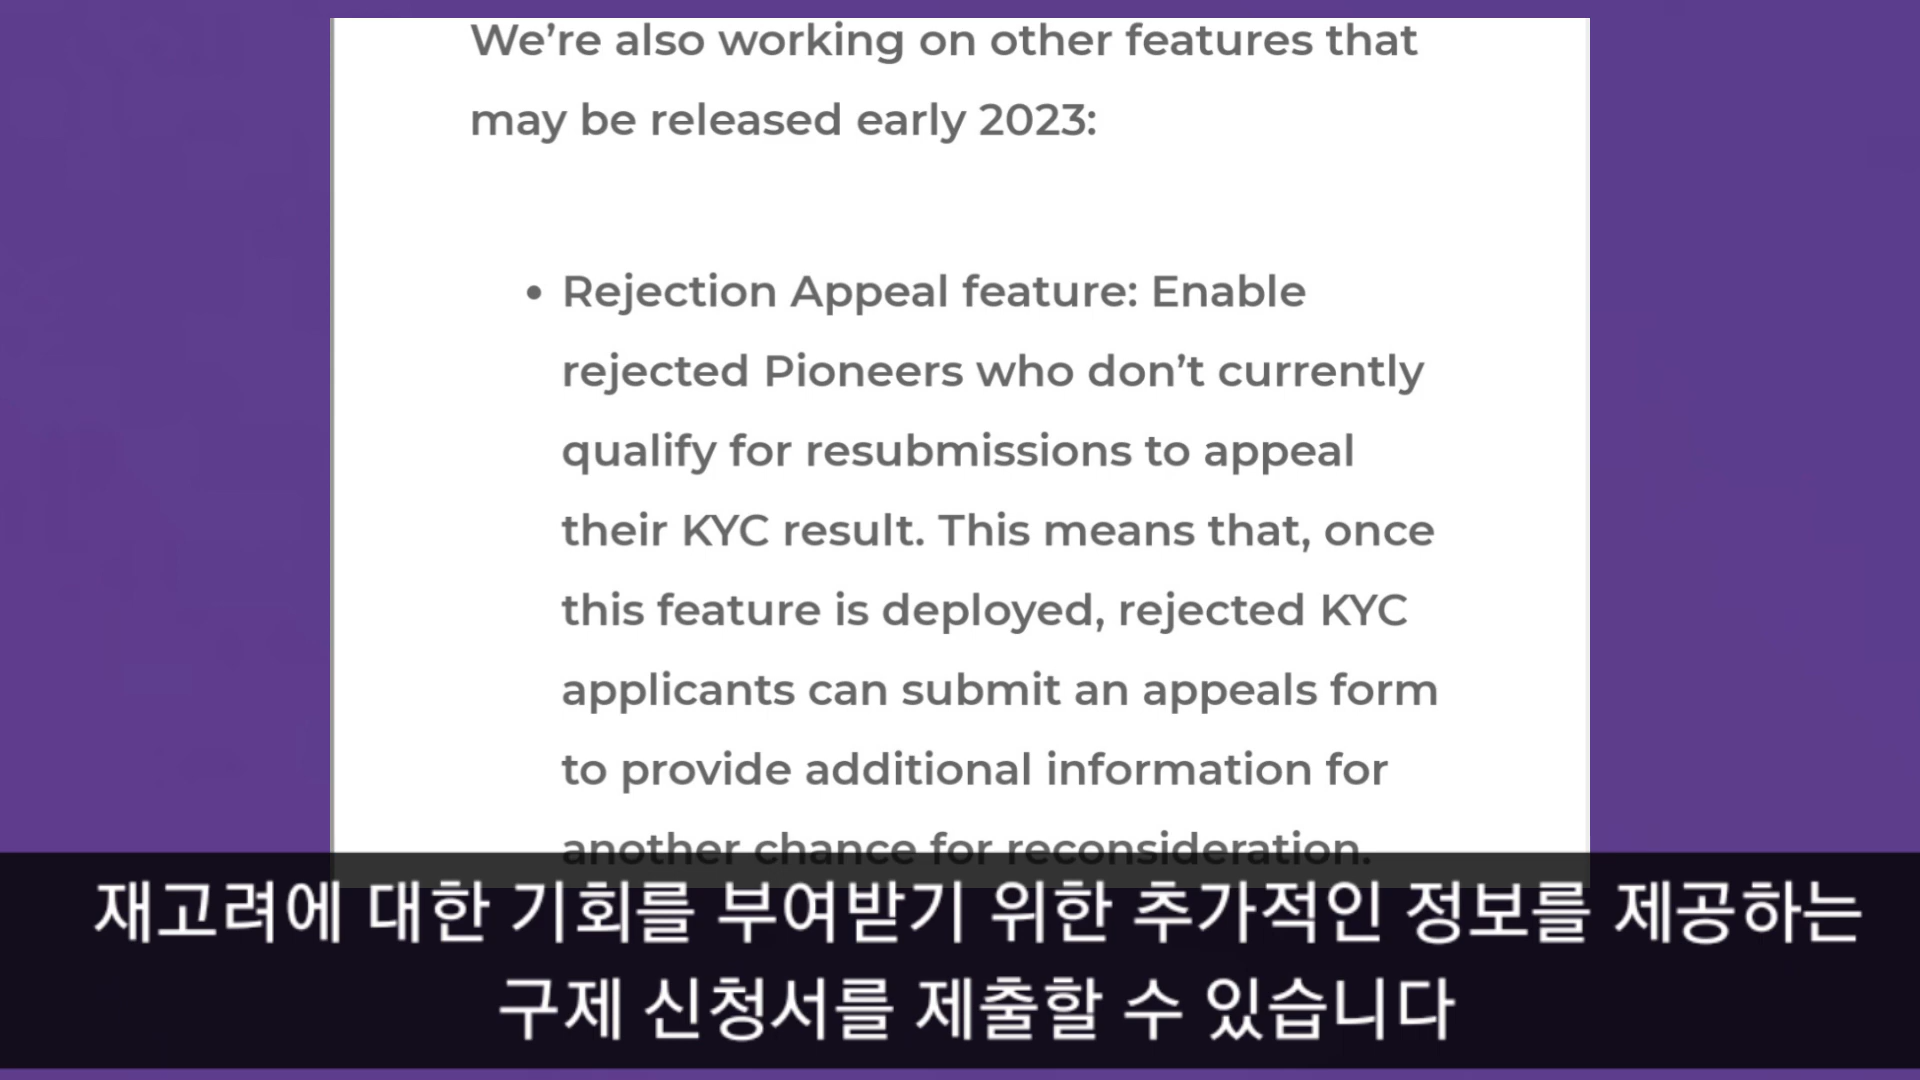 We're also working on other features that
may be released early 2023:
• Rejection Appeal feature: Enable
rejected Pioneers who don't currently
qualify for resubmissions to appeal
their KYC result. This means that, once
this feature is deployed, rejected KYC
applicants can submit an appeals form
to provide additional information for
another chance for reconsideration.
재고려에 대한 기회를 부여받기 위한 추가적인 정보를 제공하는
구제 신청서를 제출할 수 있습니다